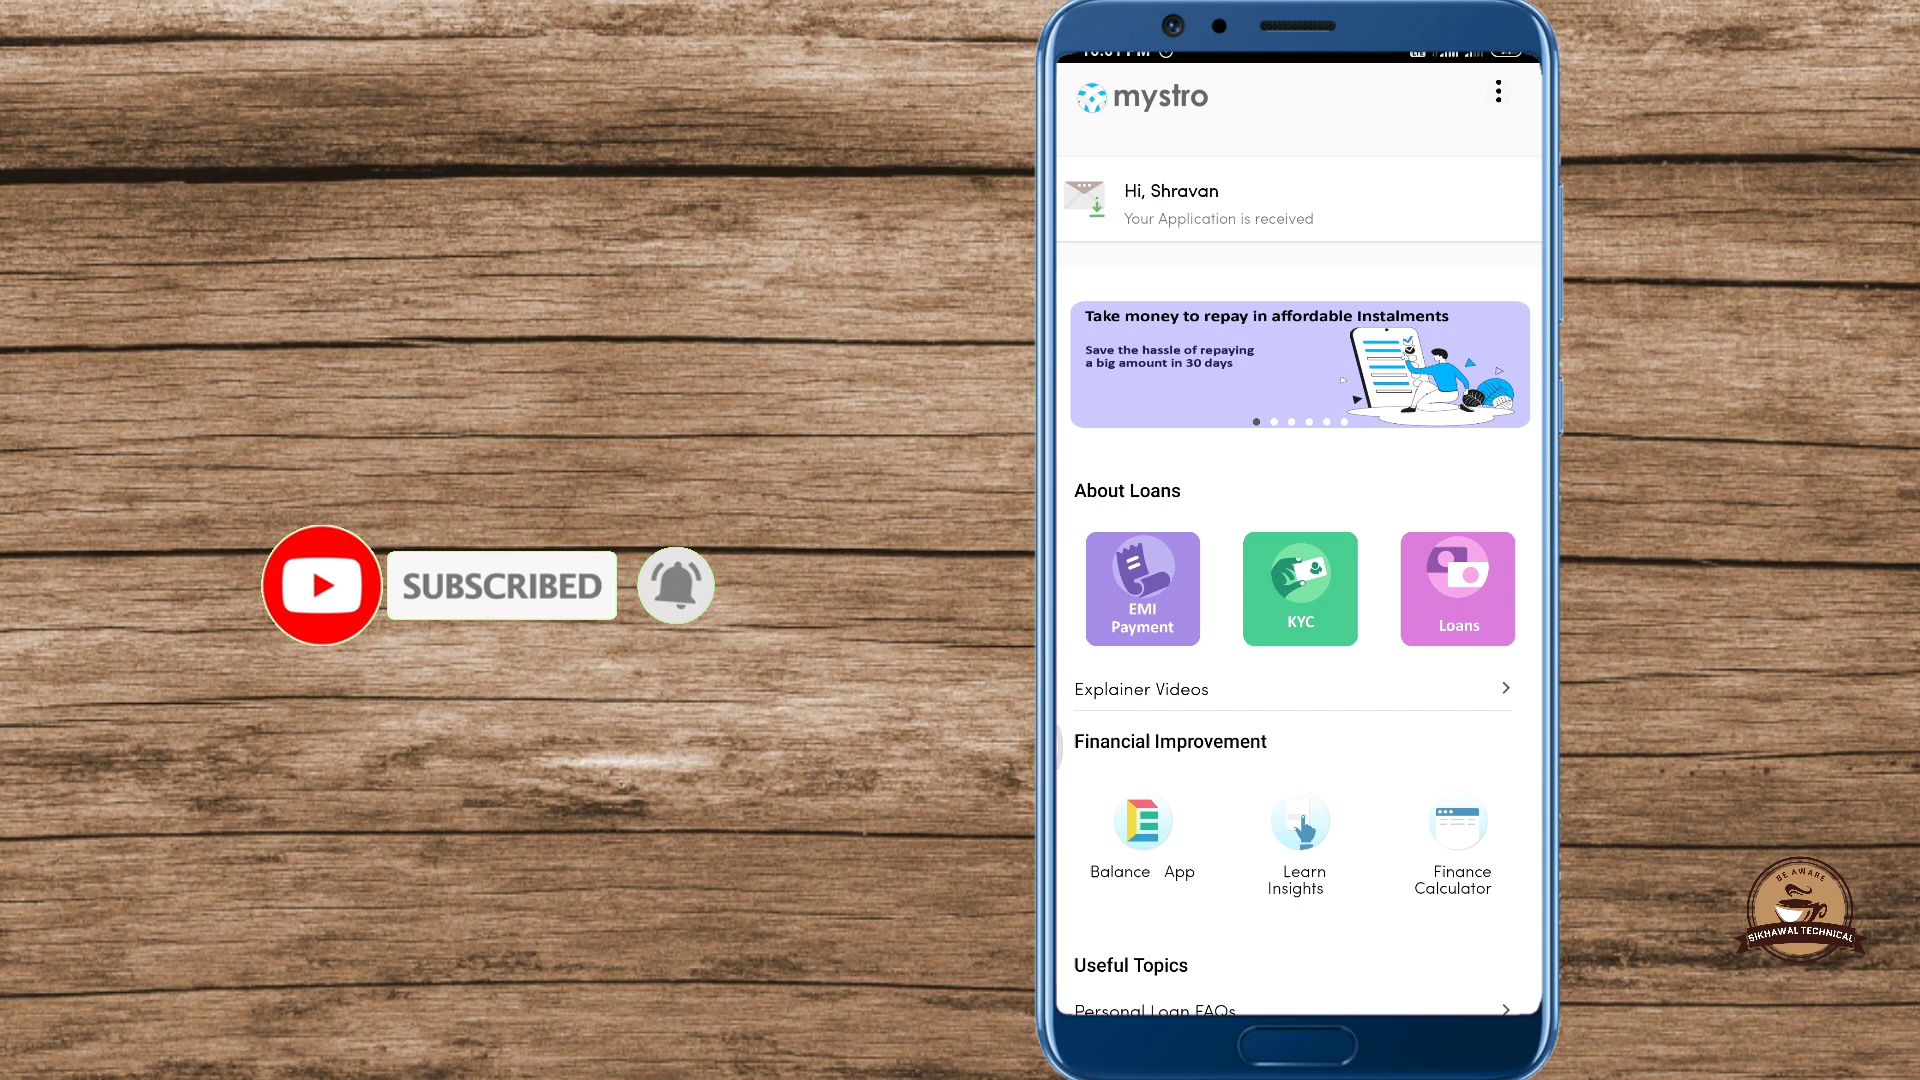 mystro
Hi, Shravan
Your Application is received
Take money to repay in affordable Instalments
Save the hassle of repaying
a big amount in 30 days
About Loans
EMI
Payment
KYC
Loans
Explainer Videos
Financial Improvement
Balance App
Learn
Insights
Finance
Calculator
Useful Topics
Personal Loan FAQs
SUBSCRIBED
BE AWARE
SIKHAWAL TECHNICAL